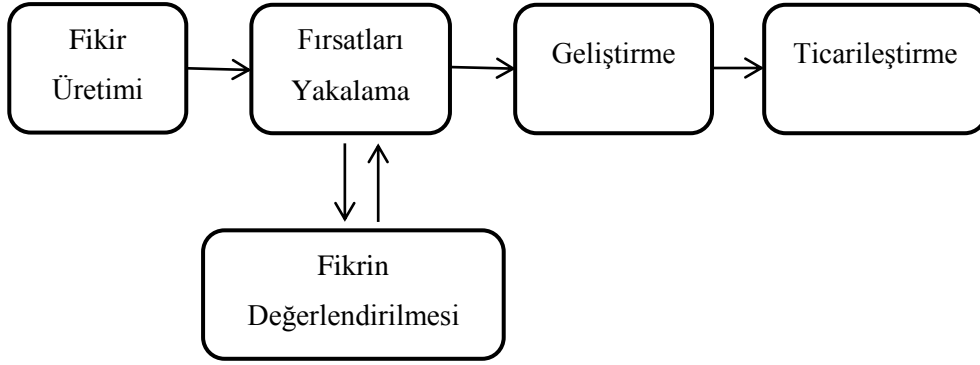 Fikir
Üretimi
Fırsatları
Yakalama
Geliştirme
Ticarileştirme
Fikrin
Değerlendirilmesi